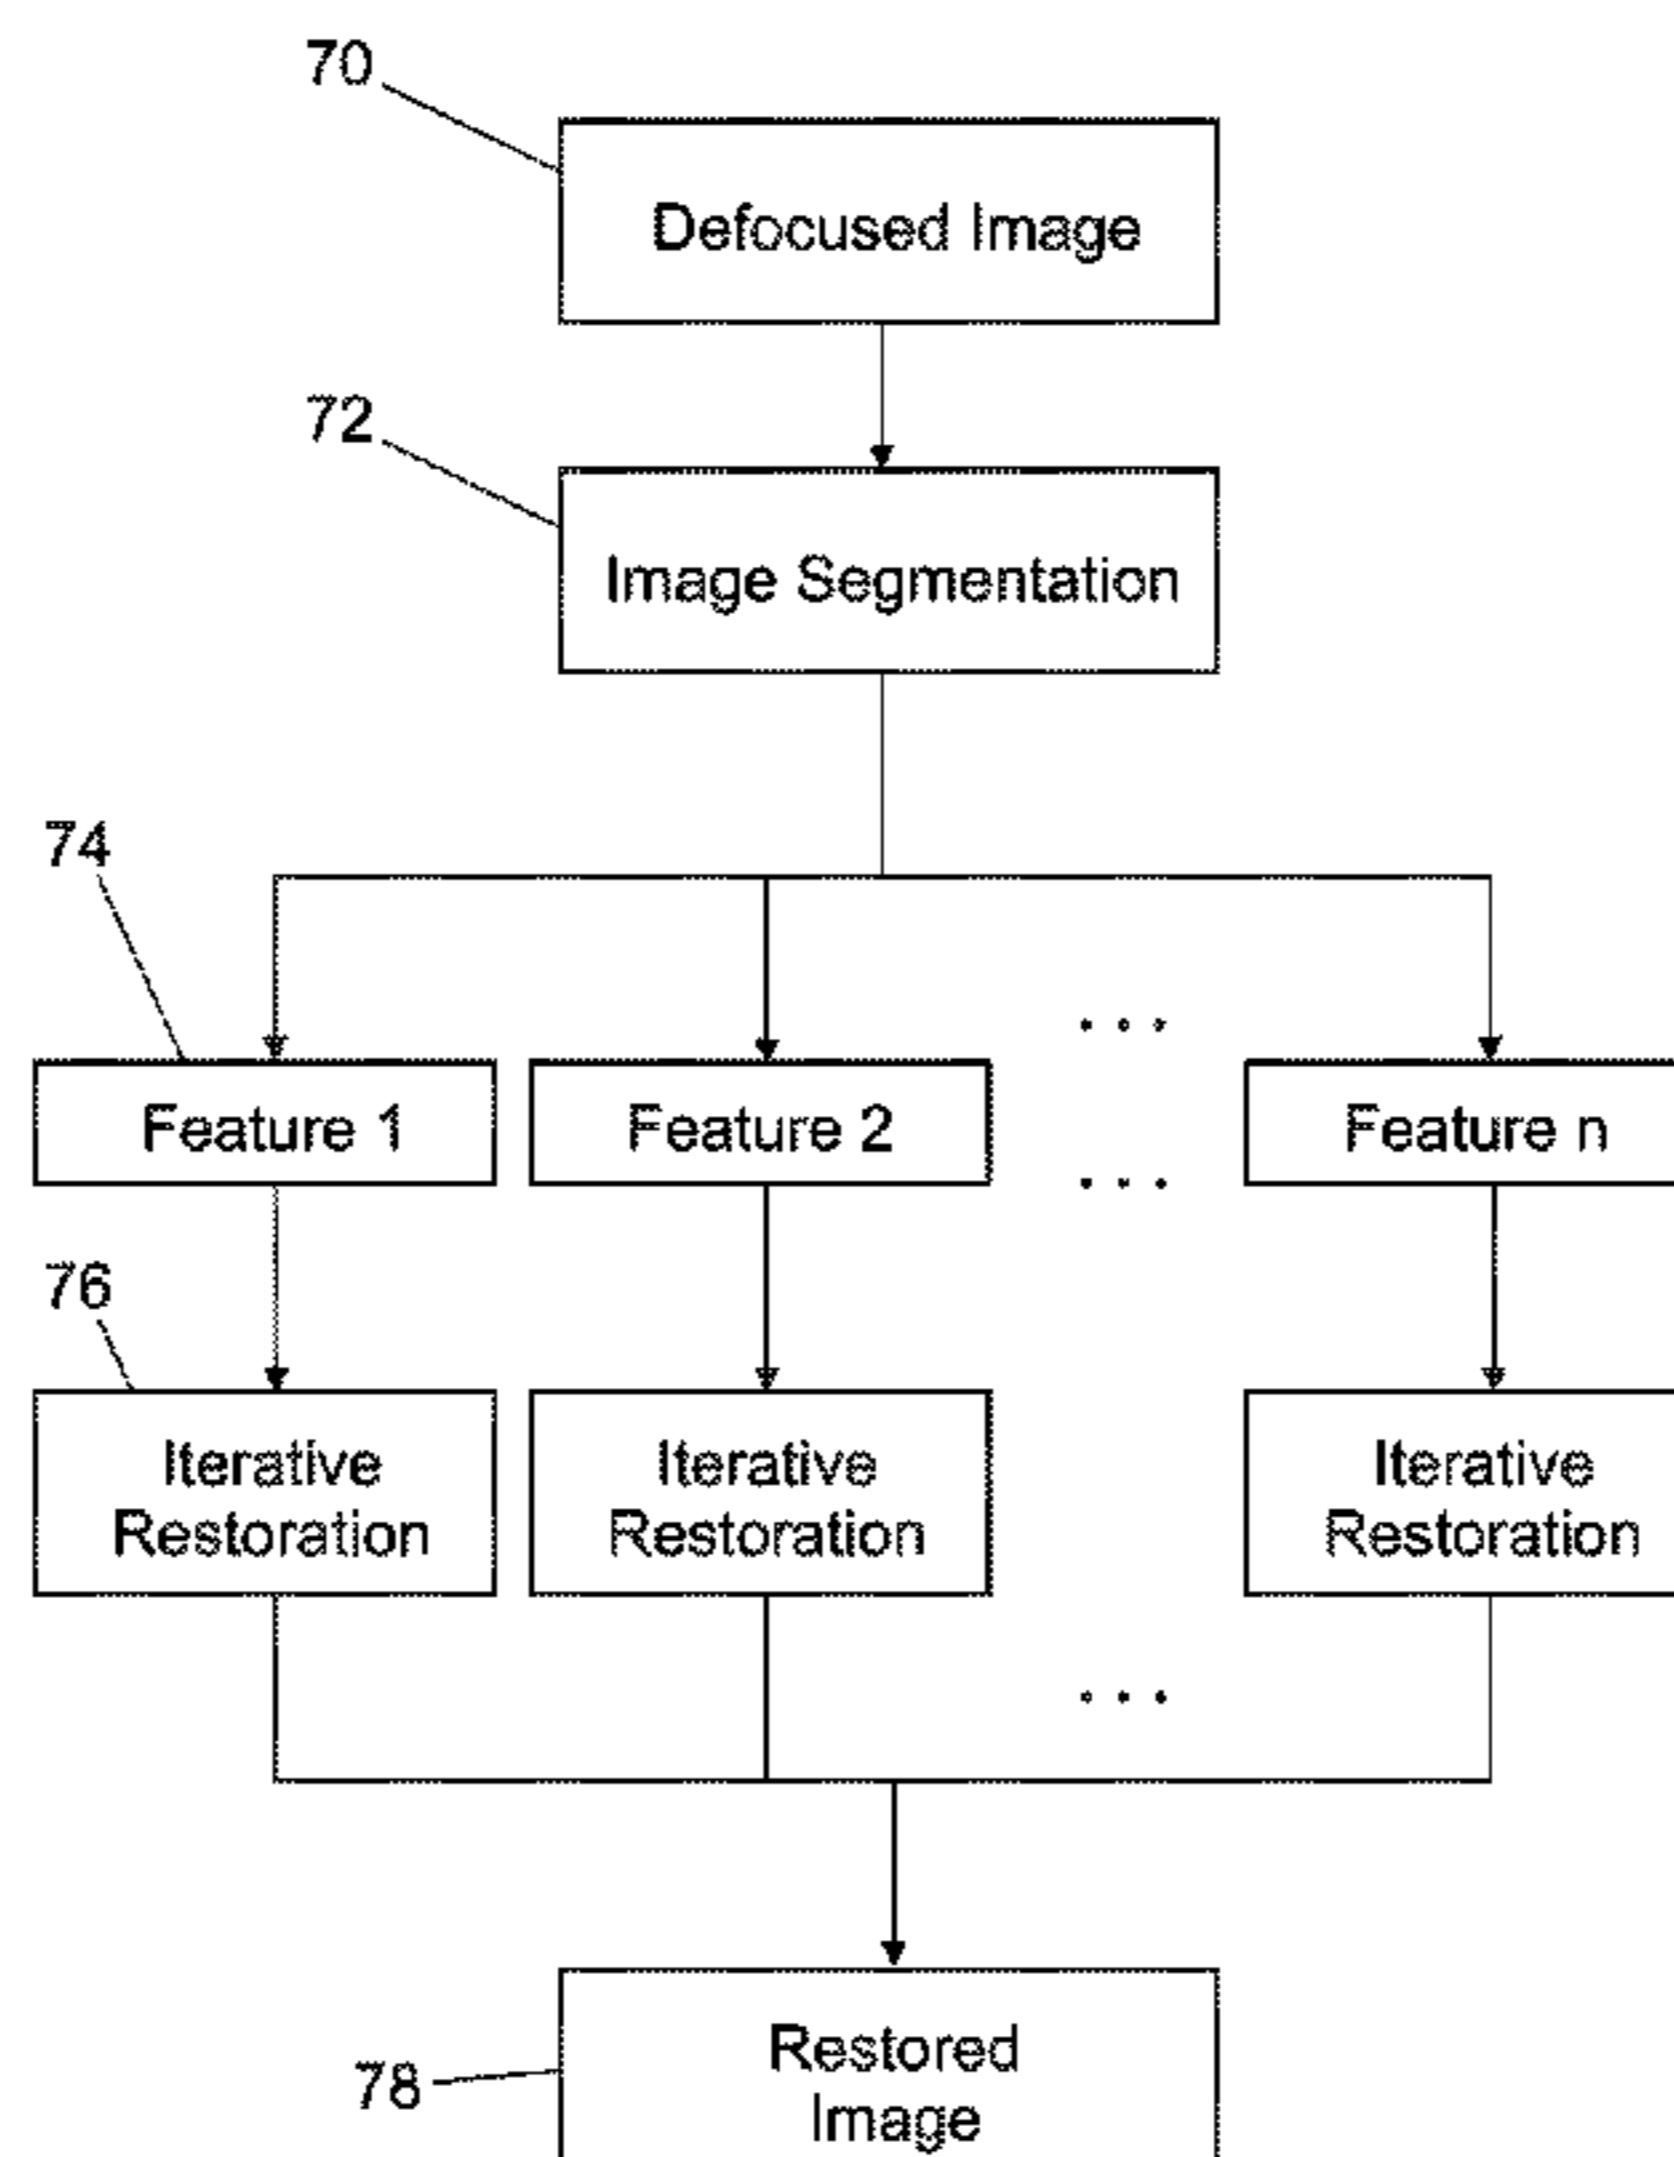 70
Defocused Image
72
Image Segmentation
74
. . .
Feature 1
Feature 2
Feature n
. . .
76
Iterative
Restoration
Iterative
Restoration
Iterative
Restoration
. . .
78
Restored
Image